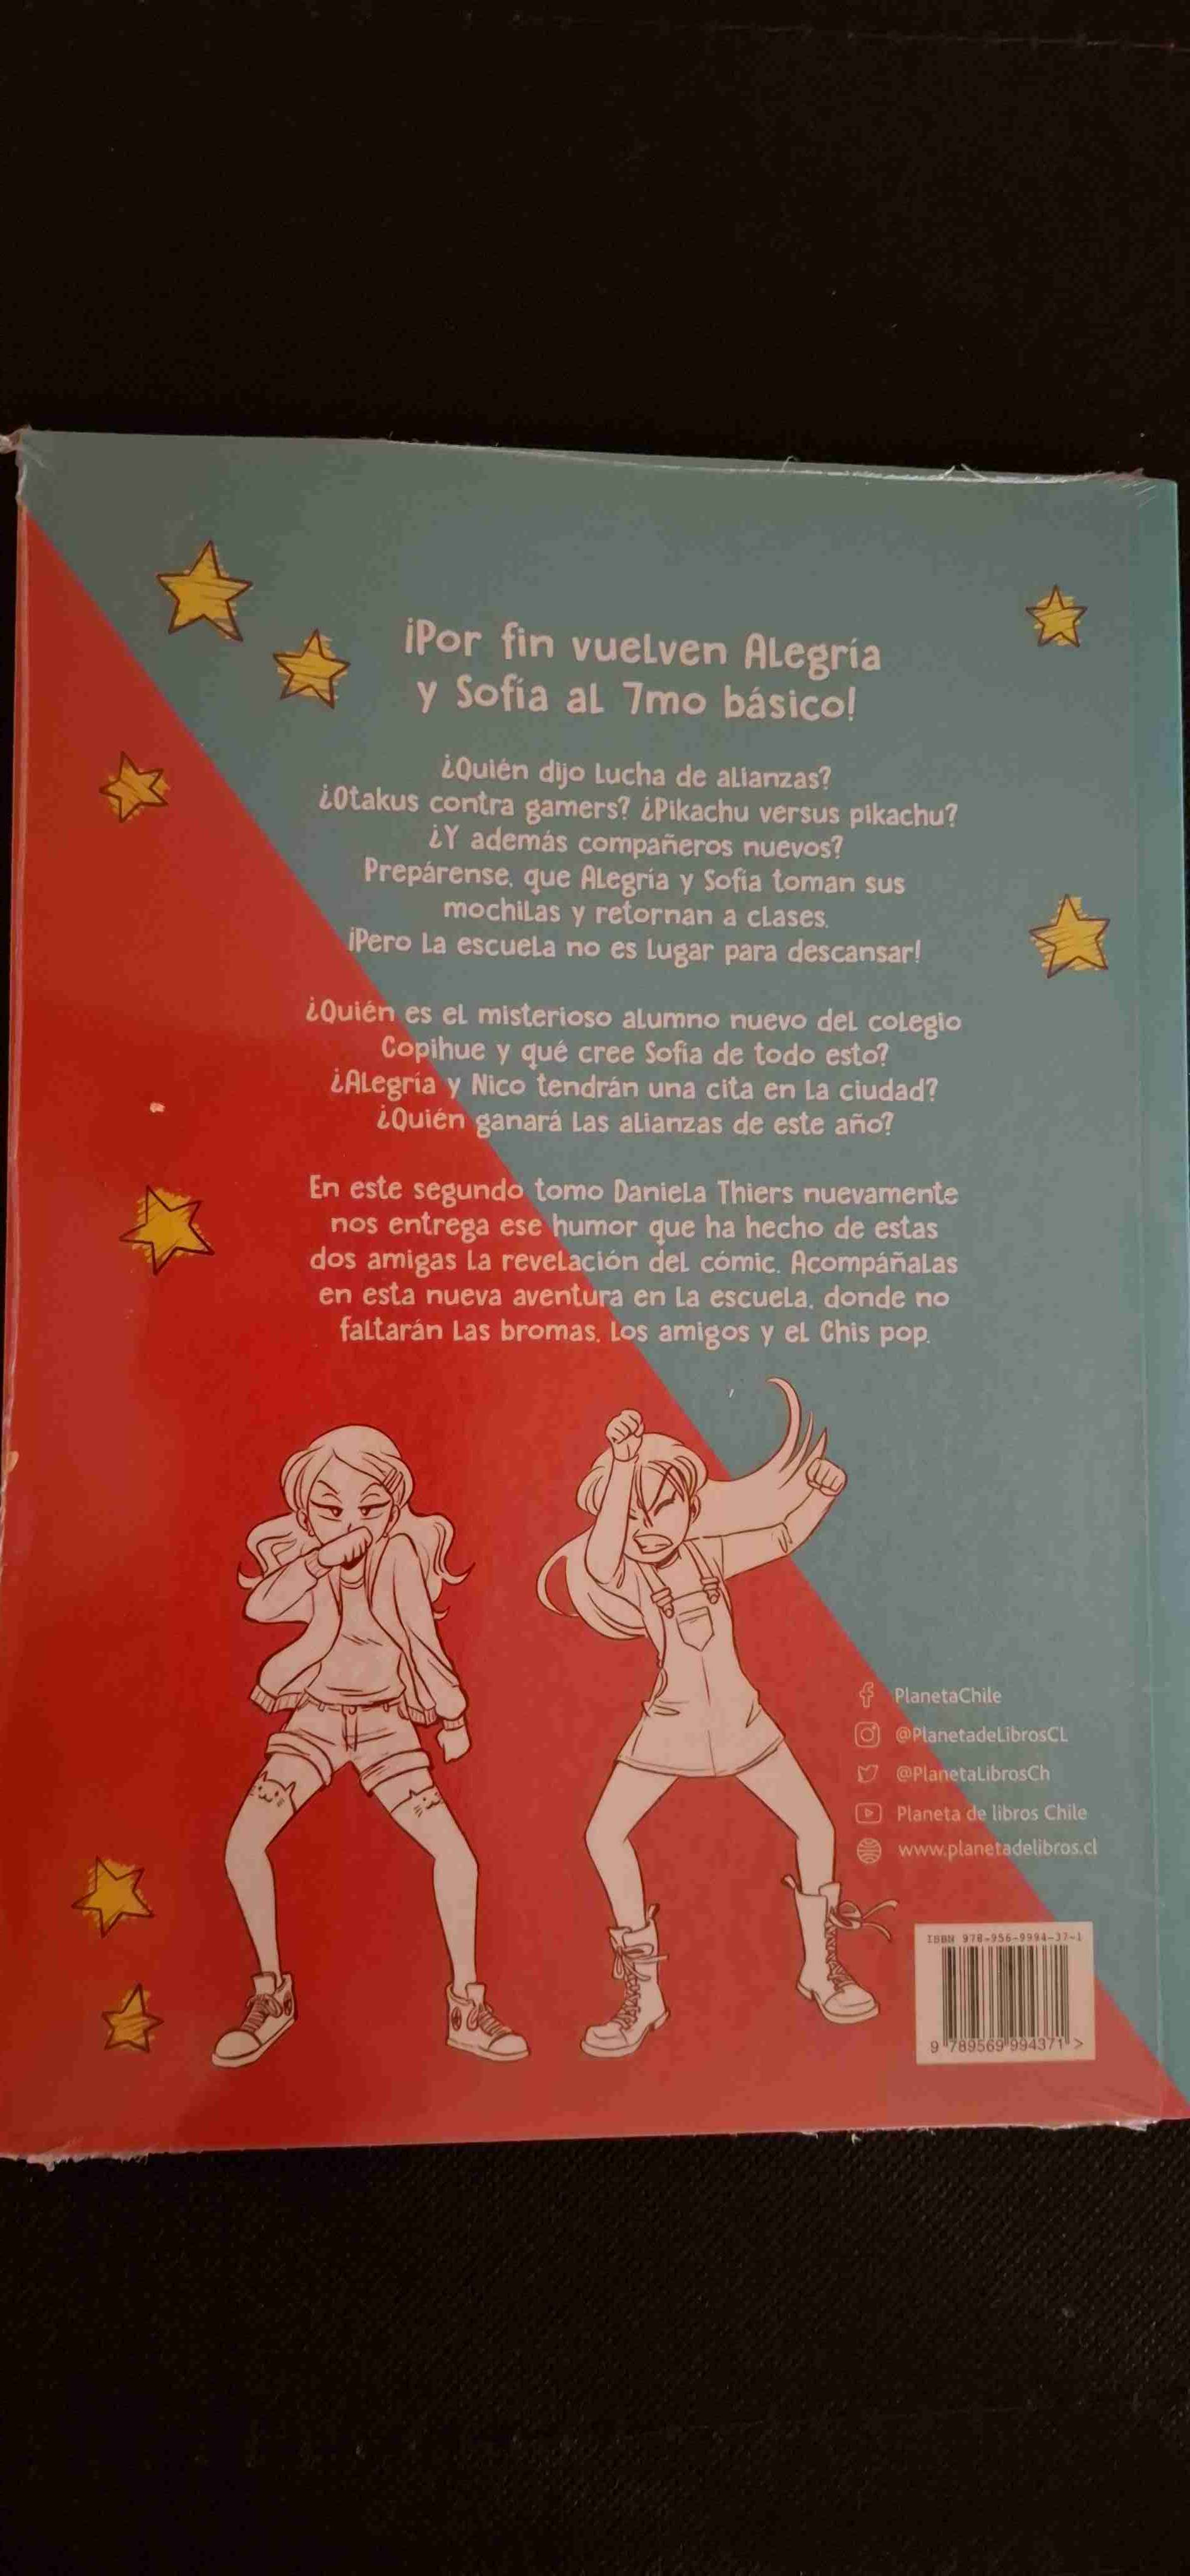 ¡Por fin vuelven Alegría
y Sofía al 7mo básico!
¿Quién dijo lucha de alianzas?
¿Otakus contra gamers? ¿Pikachu versus pikachu?
¿Y además compañeros nuevos?
Prepárense, que Alegría y Sofía toman sus
mochilas y retornan a clases.
¡Pero la escuela no es lugar para descansar!
¿Quién es el misterioso alumno nuevo del colegio
Copihue y qué cree Sofía de todo esto?
¿Alegría y Nico tendrán una cita en la ciudad?
¿Quién ganará las alianzas de este año?
En este segundo tomo Daniela Thiers nuevamente
nos entrega ese humor que ha hecho de estas
dos amigas la revelación del cómic. Acompáñalas
en esta nueva aventura en la escuela, donde no
faltarán las bromas, los amigos y el Chis pop.
PlanetaChile
@PlanetadeLibrosCL
@PlanetaLibrosCh
Planeta de libros Chile
www.planetadelibros.cl
ISBN 978-956-9994-37-1
9 789569 994371 >